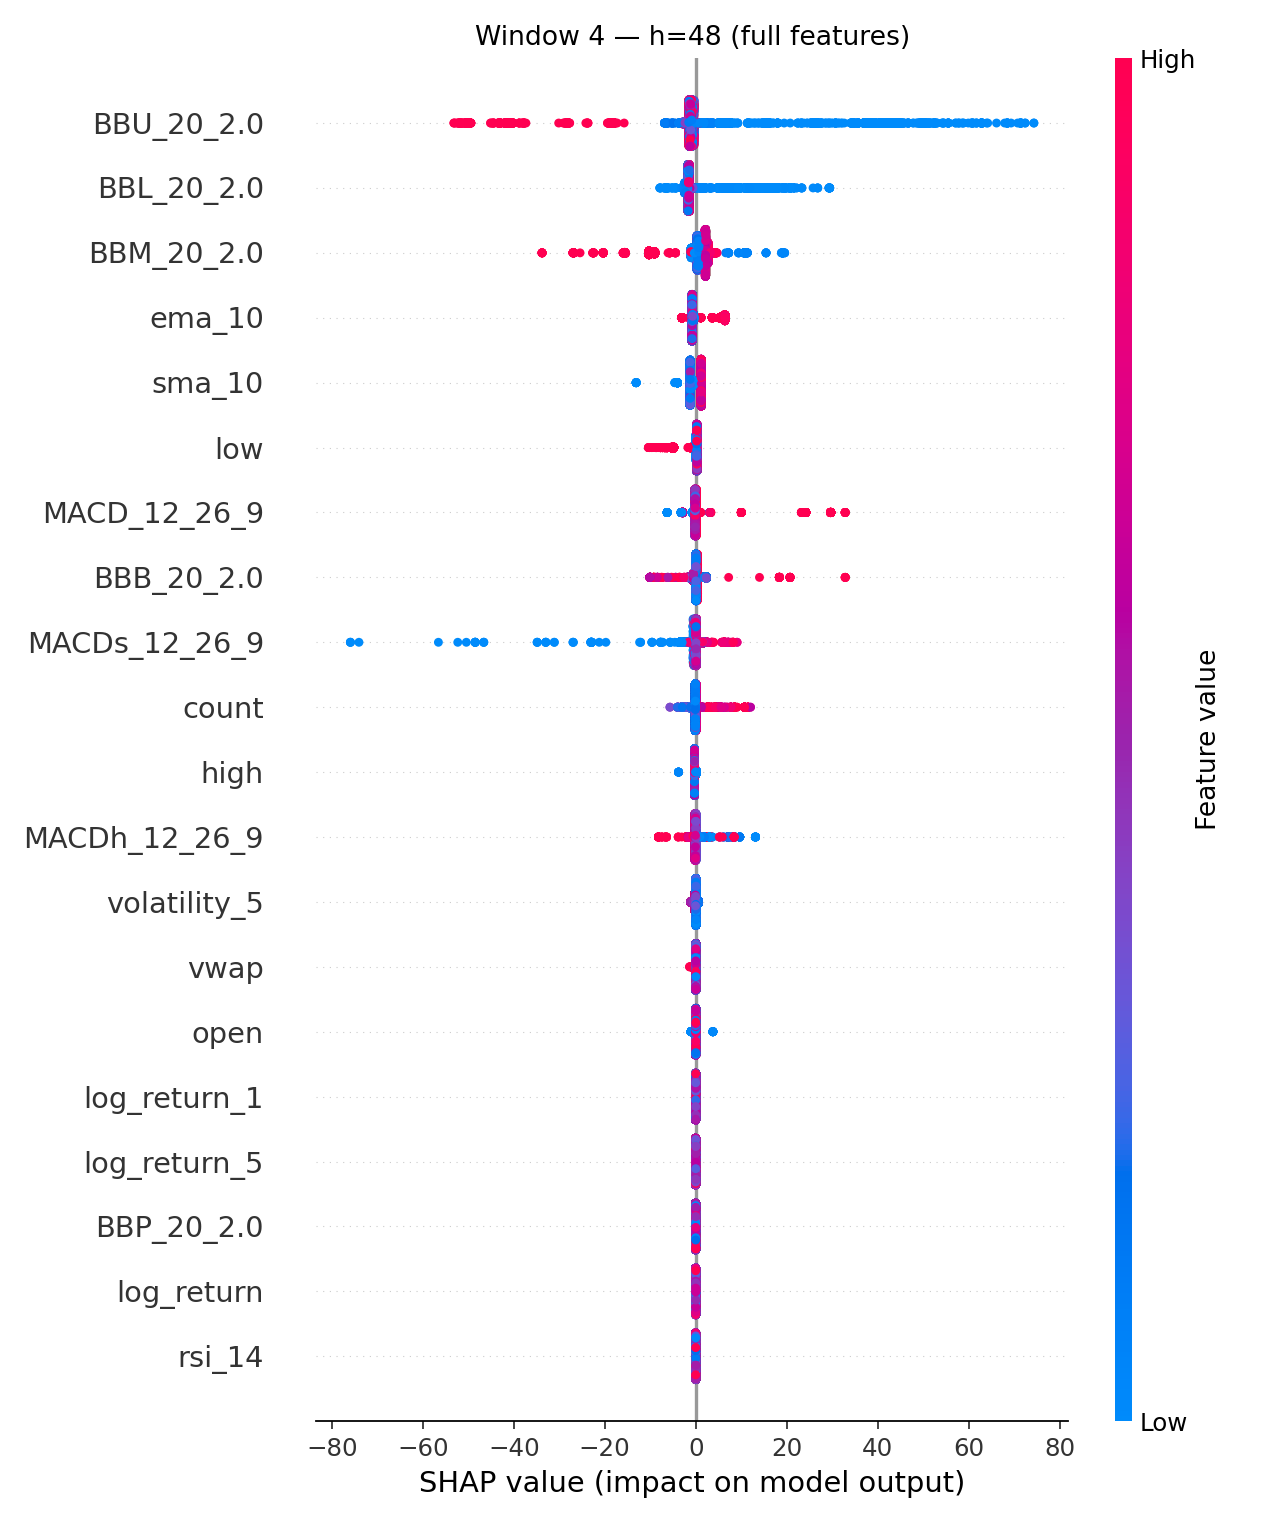 Window 4 — h=48 (full features)
High
BBU_20_2.0
BBL_20_2.0
BBM_20_2.0
ema_10
sma_10
low
MACD_12_26_9
BBB_20_2.0
MACDs_12_26_9
count
high
MACDh_12_26_9
volatility_5
vwap
open
log_return_1
log_return_5
BBP_20_2.0
log_return
rsi_14
Feature value
Low
−80 −60 −40 −20 0 20 40 60 80
SHAP value (impact on model output)